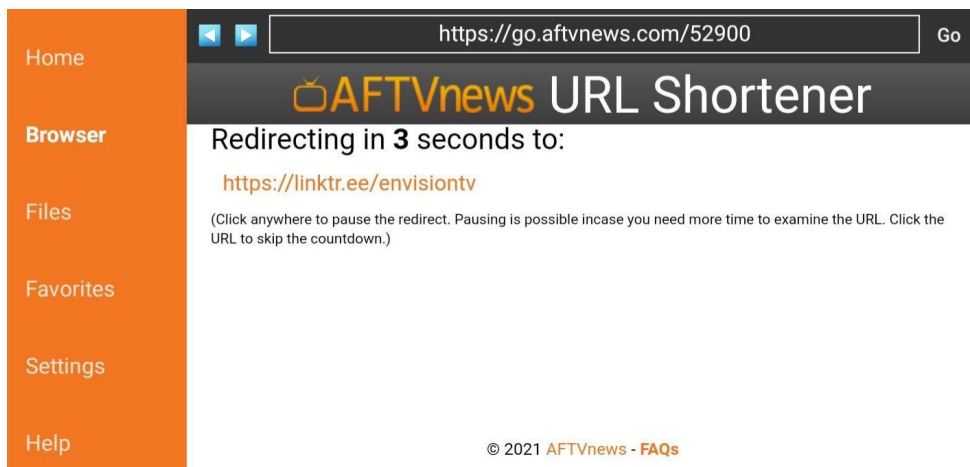 Home
Browser
Files
Favorites
Settings
Help
https://go.aftvnews.com/52900
Go
AFTVnews URL Shortener
Redirecting in 3 seconds to:
https://linktr.ee/envisiontv
(Click anywhere to pause the redirect. Pausing is possible incase you need more time to examine the URL. Click the
URL to skip the countdown.)
© 2021 AFTVnews - FAQs